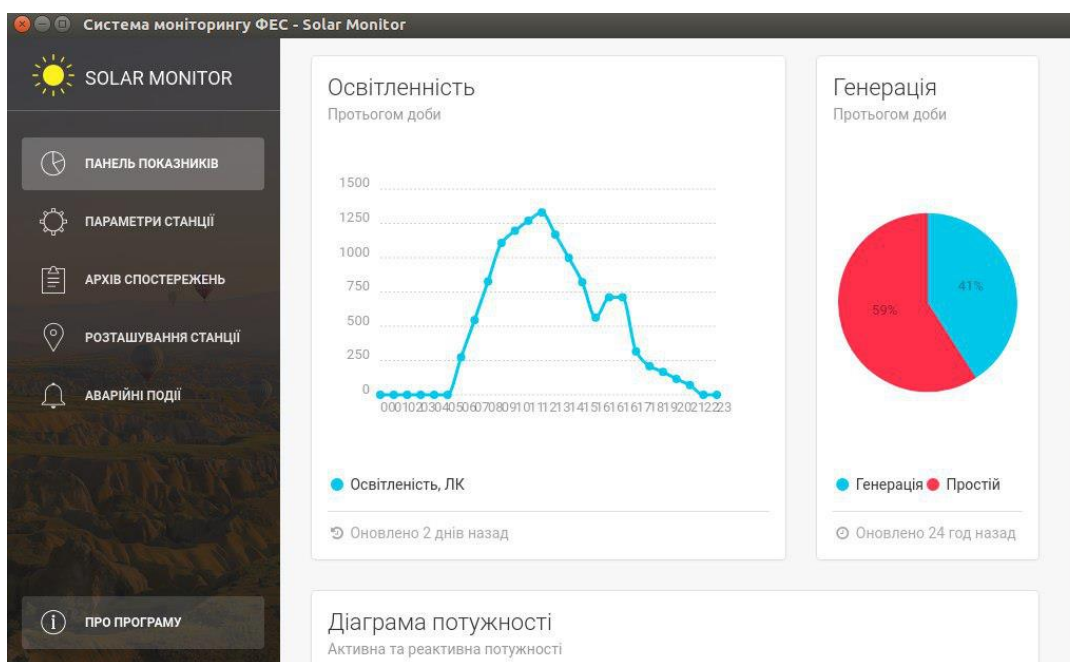 Система моніторингу ФЕС - Solar Monitor
SOLAR MONITOR
ПАНЕЛЬ ПОКАЗНИКІВ
ПАРАМЕТРИ СТАНЦІЇ
АРХІВ СПОСТЕРЕЖЕНЬ
РОЗТАШУВАННЯ СТАНЦІЇ
АВАРІЙНІ ПОДІЇ
ПРО ПРОГРАМУ
Освітленність
Протьогом доби
1500
1250
1000
750
500
250
0
Освітленість, ЛК
Оновлено 2 днів назад
Генерація
Протьогом доби
41%
59%
Генерація
Простій
Оновлено 24 год назад
Діаграма потужності
Активна та реактивна потужності